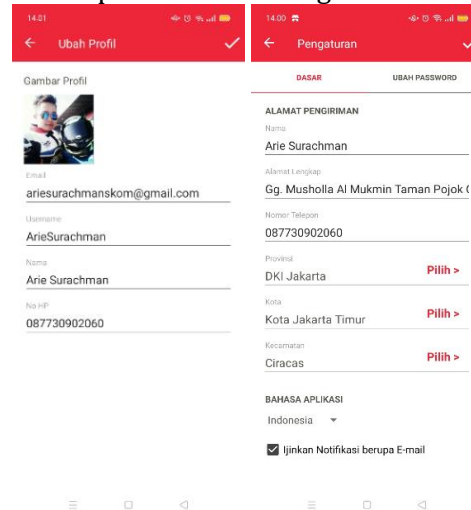 14.01
Ubah Profil
Gambar Profil
Email
ariesurachmanskom@gmail.com
Username
ArieSurachman
Nama
Arie Surachman
No HP
087730902060
14.00
Pengaturan
DASAR
UBAH PASSWORD
ALAMAT PENGIRIMAN
Nama
Arie Surachman
Alamat Lengkap
Gg. Musholla Al Mukmin Taman Pojok
Nomor Telepon
087730902060
Provinsi
DKI Jakarta
Pilih >
Kota
Kota Jakarta Timur
Pilih >
Kecamatan
Ciracas
Pilih >
BAHASA APLIKASI
Indonesia
Ijinkan Notifikasi berupa E-mail